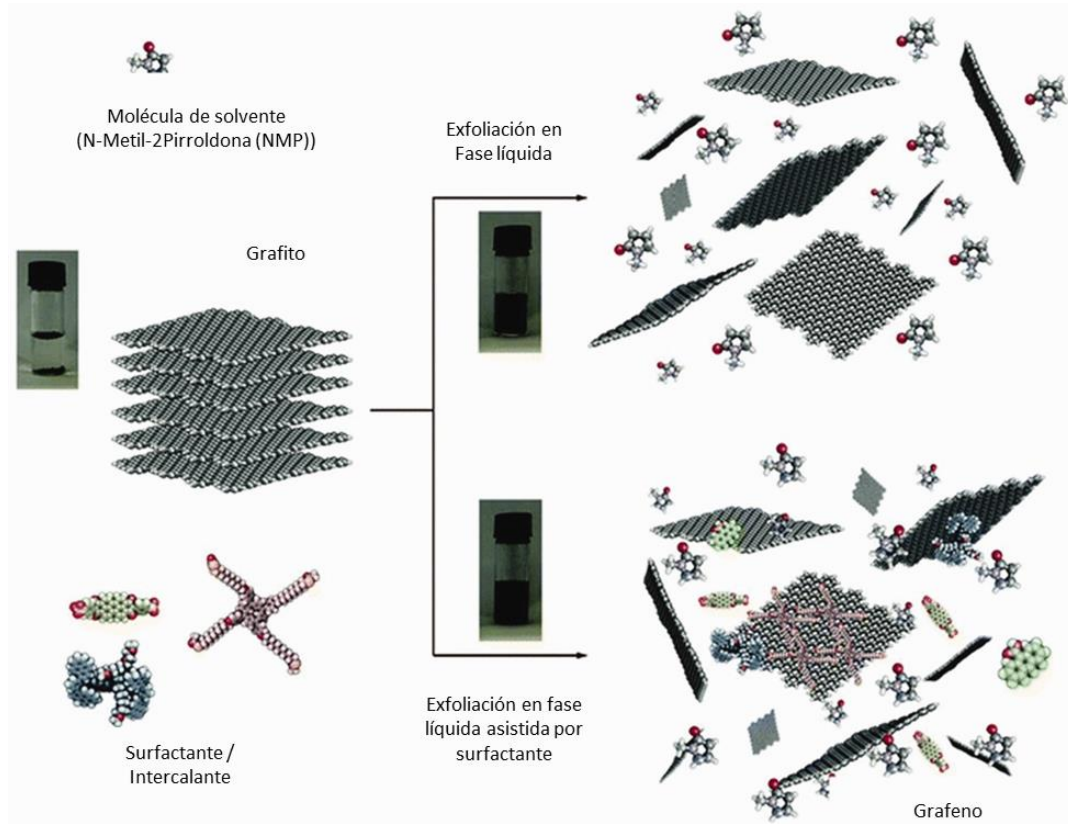 Molécula de solvente
(N-Metil-2Pirroldona (NMP))
Exfoliación en
Fase líquida
Grafito
Surfactante /
Intercalante
Exfoliación en fase
líquida asistida por
surfactante
Grafeno